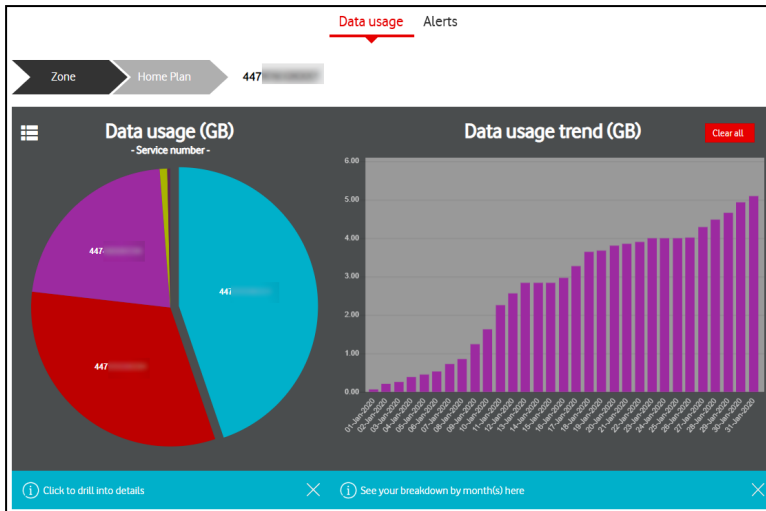 Data usage Alerts
Zone Home Plan 447
Data usage (GB)
- Service number -
447
447
447
Data usage trend (GB)
Clear all
6.00
5.00
4.00
3.00
2.00
1.00
0.00
01-Jan-2020
02-Jan-2020
03-Jan-2020
04-Jan-2020
05-Jan-2020
06-Jan-2020
07-Jan-2020
08-Jan-2020
09-Jan-2020
10-Jan-2020
11-Jan-2020
12-Jan-2020
13-Jan-2020
14-Jan-2020
15-Jan-2020
16-Jan-2020
17-Jan-2020
18-Jan-2020
19-Jan-2020
20-Jan-2020
21-Jan-2020
22-Jan-2020
23-Jan-2020
24-Jan-2020
25-Jan-2020
26-Jan-2020
27-Jan-2020
28-Jan-2020
29-Jan-2020
30-Jan-2020
31-Jan-2020
Click to drill into details
See your breakdown by month(s) here